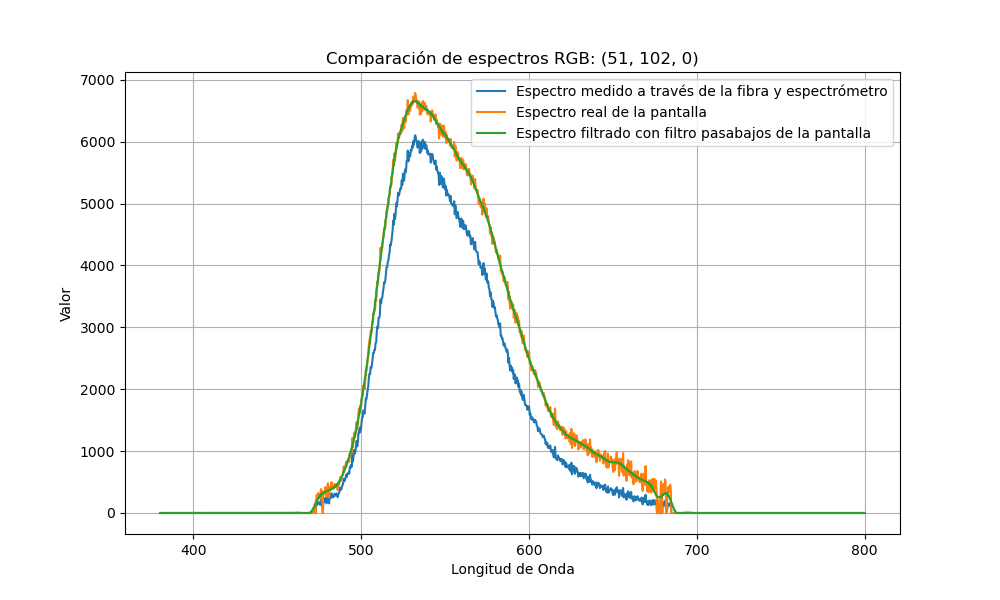 Comparación de espectros RGB: (51, 102, 0)
Espectro medido a través de la fibra y espectrómetro
Espectro real de la pantalla
Espectro filtrado con filtro pasabajos de la pantalla
Valor
7000
6000
5000
4000
3000
2000
1000
0
400 500 600 700 800
Longitud de Onda